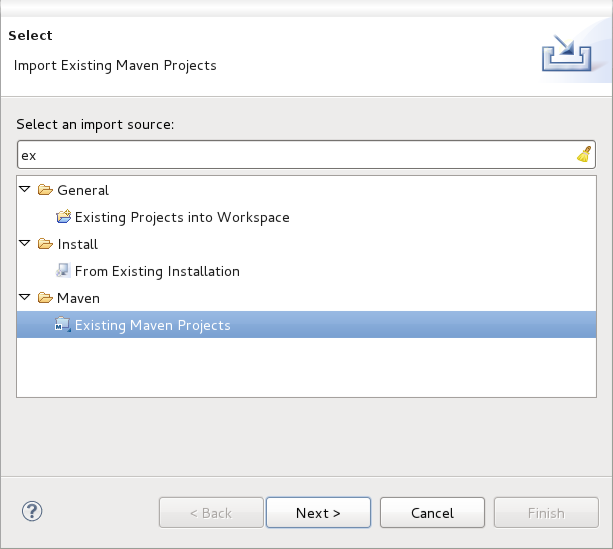 Select
Import Existing Maven Projects
Select an import source:
ex
General
Existing Projects into Workspace
Install
From Existing Installation
Maven
Existing Maven Projects
? < Back Next > Cancel Finish